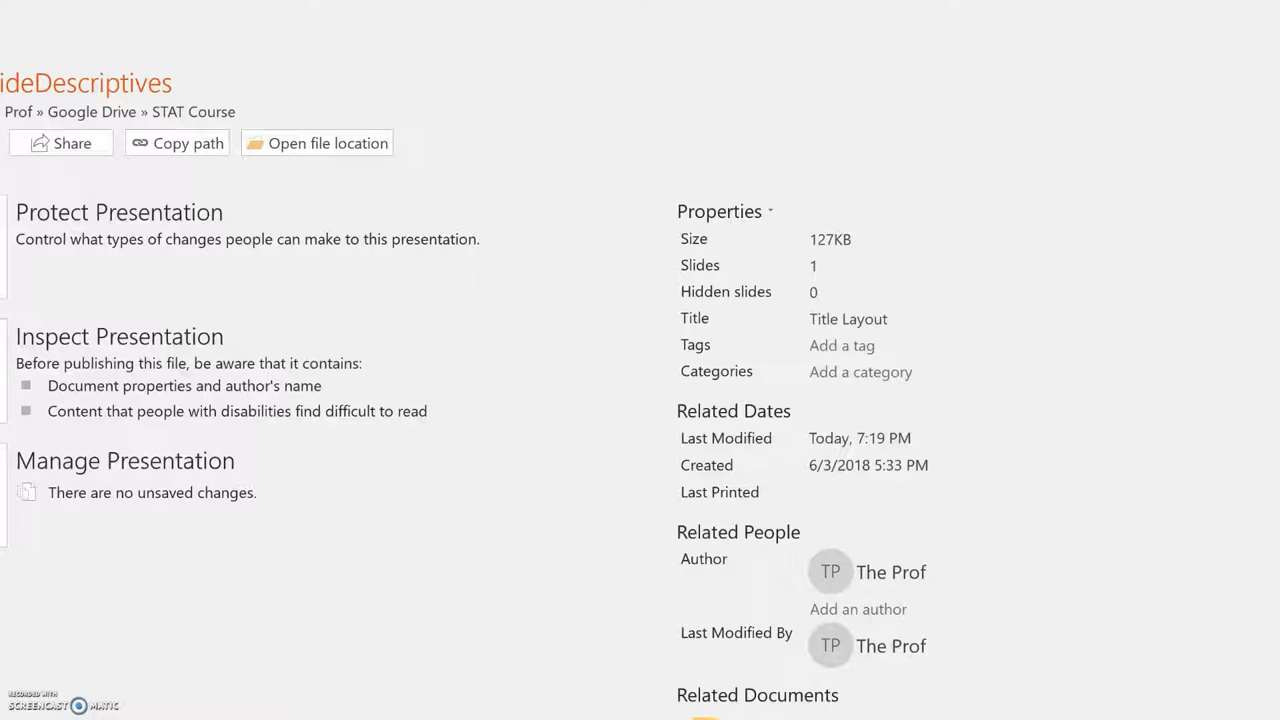 ideDescriptives
Prof » Google Drive » STAT Course
Share
Copy path
Open file location
Protect Presentation
Control what types of changes people can make to this presentation.
Inspect Presentation
Before publishing this file, be aware that it contains:
Document properties and author's name
Content that people with disabilities find difficult to read
Manage Presentation
There are no unsaved changes.
Properties
Size 127KB
Slides 1
Hidden slides 0
Title Title Layout
Tags Add a tag
Categories Add a category
Related Dates
Last Modified Today, 7:19 PM
Created 6/3/2018 5:33 PM
Last Printed
Related People
Author TP The Prof
Add an author
Last Modified By TP The Prof
Related Documents
RECORDED WITH
SCREENCAST MATIC